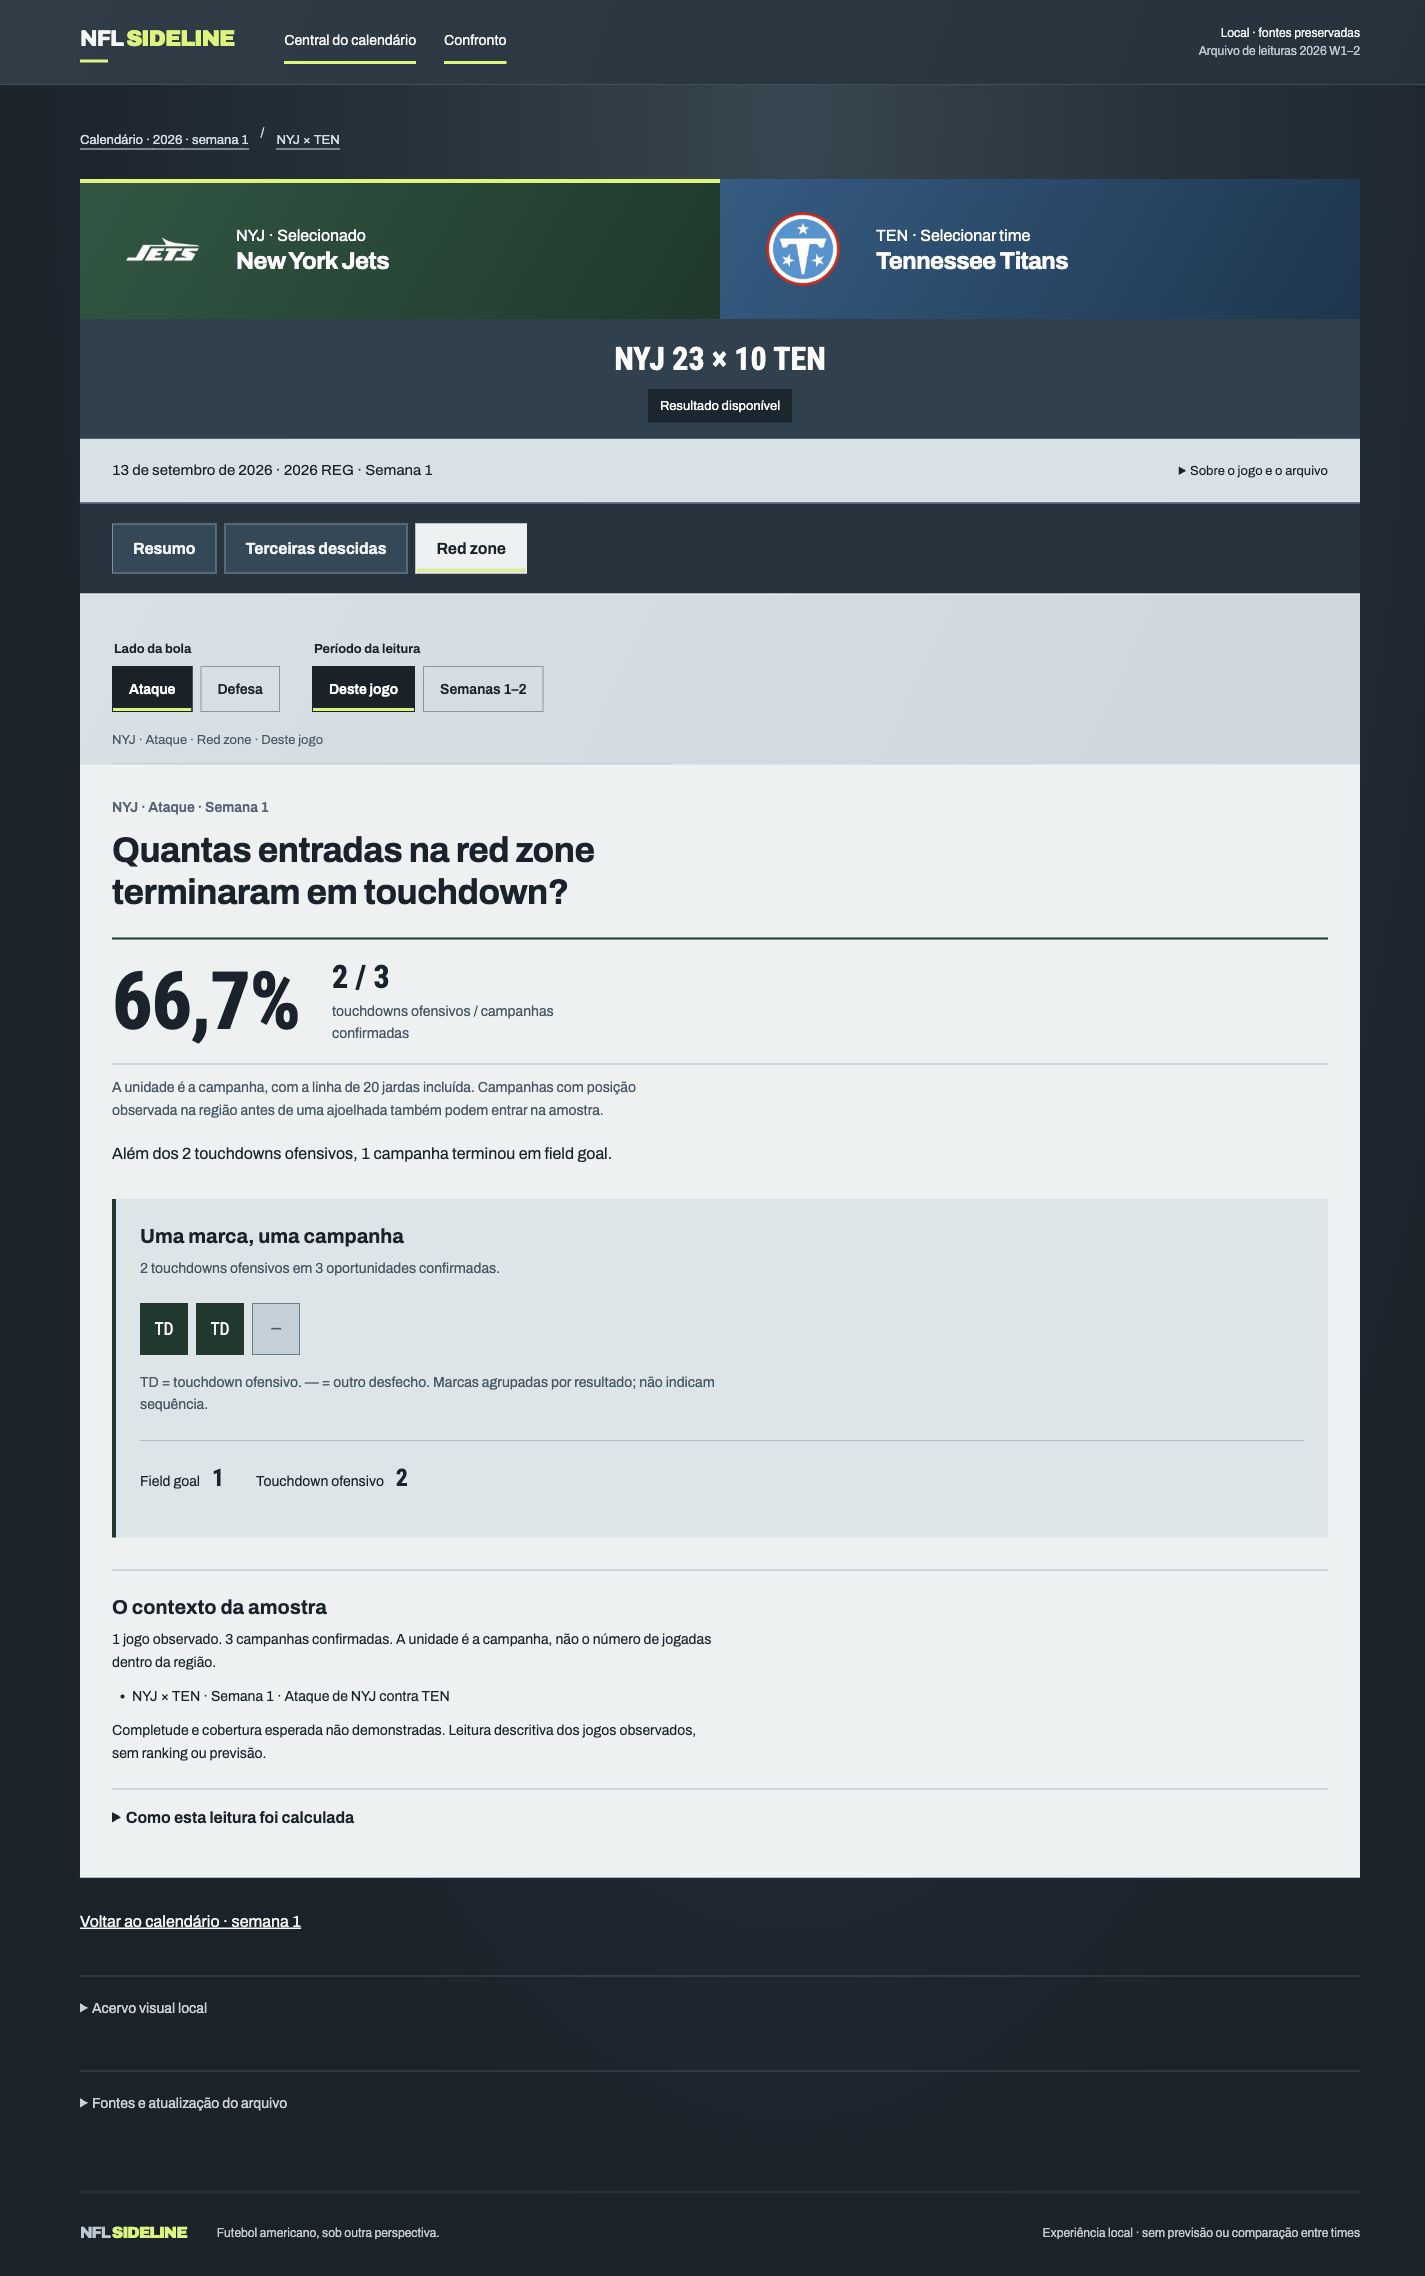 NFL SIDELINE
Central do calendário
Confronto
Local · fontes preservadas
Arquivo de leituras 2026 W1–2
Calendário · 2026 · semana 1 / NYJ × TEN
JETS
NYJ · Selecionado
New York Jets
T
TEN · Selecionar time
Tennessee Titans
NYJ 23 × 10 TEN
Resultado disponível
13 de setembro de 2026 · 2026 REG · Semana 1
▶ Sobre o jogo e o arquivo
Resumo
Terceiras descidas
Red zone
Lado da bola
Ataque
Defesa
Período da leitura
Deste jogo
Semanas 1–2
NYJ · Ataque · Red zone · Deste jogo
NYJ · Ataque · Semana 1
Quantas entradas na red zone
terminaram em touchdown?
66,7%
2 / 3
touchdowns ofensivos / campanhas
confirmadas
A unidade é a campanha, com a linha de 20 jardas incluída. Campanhas com posição
observada na região antes de uma ajoelhada também podem entrar na amostra.
Além dos 2 touchdowns ofensivos, 1 campanha terminou em field goal.
Uma marca, uma campanha
2 touchdowns ofensivos em 3 oportunidades confirmadas.
TD
TD
—
TD = touchdown ofensivo. — = outro desfecho. Marcas agrupadas por resultado; não indicam
sequência.
Field goal 1
Touchdown ofensivo 2
O contexto da amostra
1 jogo observado. 3 campanhas confirmadas. A unidade é a campanha, não o número de jogadas
dentro da região.
• NYJ × TEN · Semana 1 · Ataque de NYJ contra TEN
Completude e cobertura esperada não demonstradas. Leitura descritiva dos jogos observados,
sem ranking ou previsão.
▶ Como esta leitura foi calculada
Voltar ao calendário · semana 1
▶ Acervo visual local
▶ Fontes e atualização do arquivo
NFL SIDELINE
Futebol americano, sob outra perspectiva.
Experiência local · sem previsão ou comparação entre times